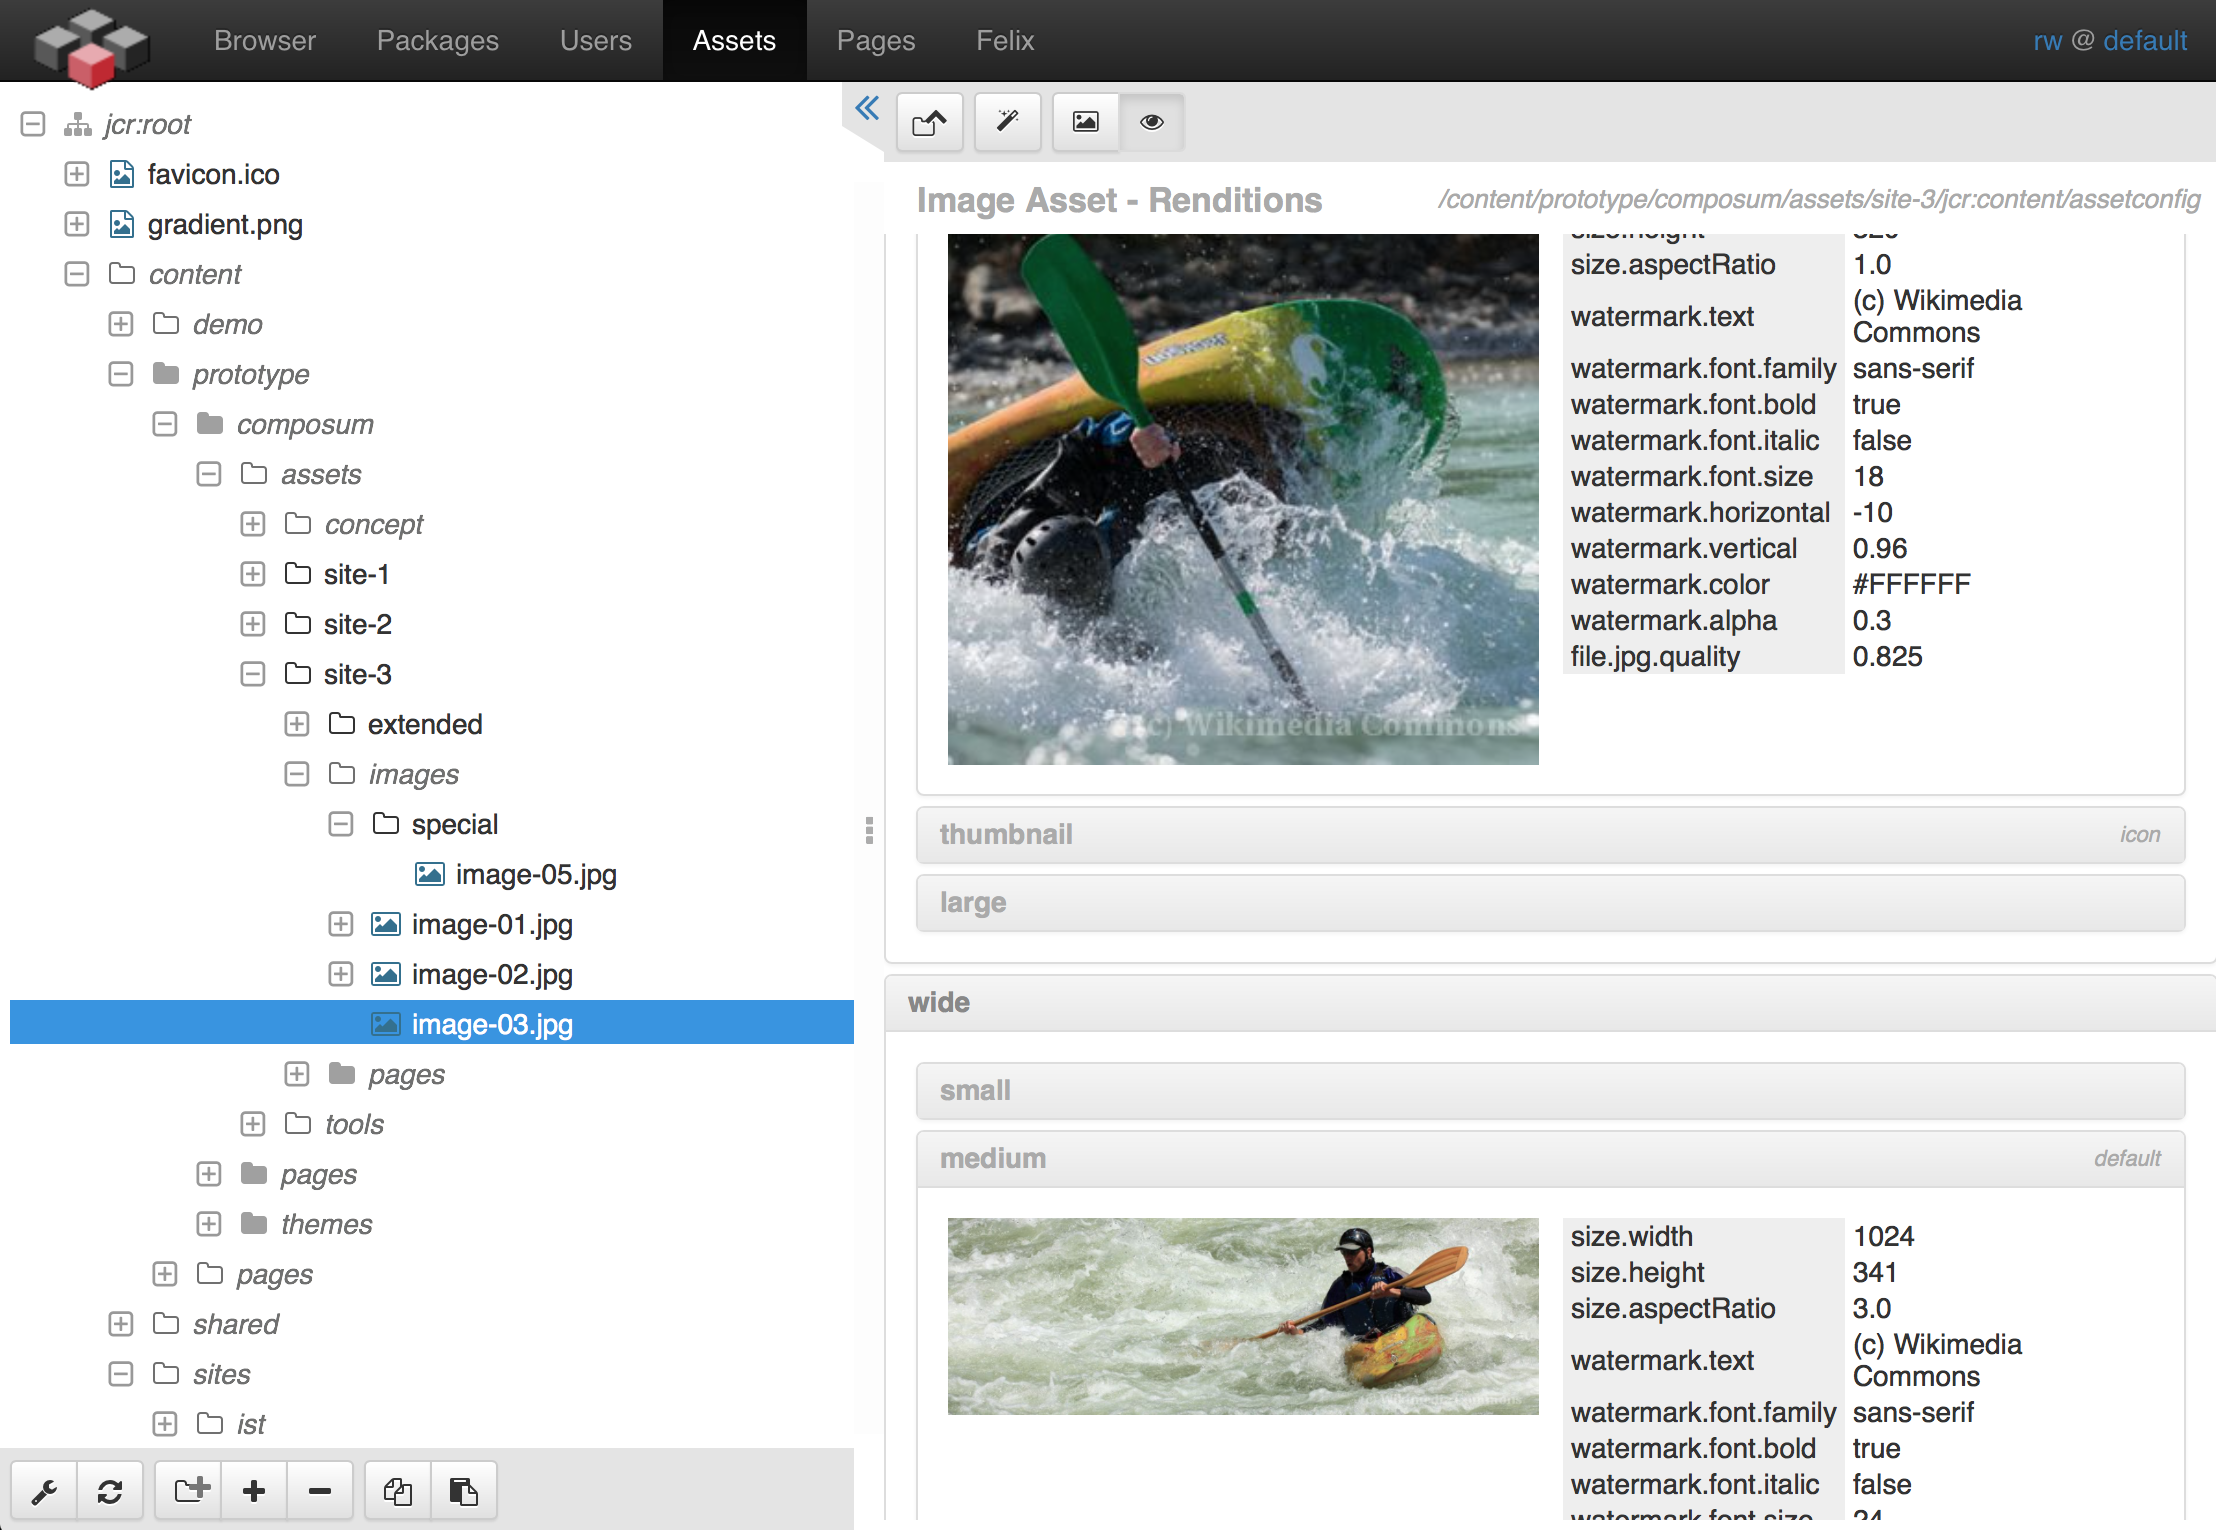 Browser Packages Users Assets Pages Felix rw @ default
jcr:root
favicon.ico
gradient.png
content
demo
prototype
composum
assets
concept
site-1
site-2
site-3
extended
images
special
image-05.jpg
image-01.jpg
image-02.jpg
image-03.jpg
pages
tools
pages
themes
pages
shared
sites
ist
Image Asset - Renditions /content/prototype/composum/assets/site-3/jcr:content/assetconfig
size.height
size.aspectRatio 1.0
watermark.text (c) Wikimedia
Commons
watermark.font.family sans-serif
watermark.font.bold true
watermark.font.italic false
watermark.font.size 18
watermark.horizontal -10
watermark.vertical 0.96
watermark.color #FFFFFF
watermark.alpha 0.3
file.jpg.quality 0.825
(c) Wikimedia Commons
thumbnail icon
large
wide
small
medium default
size.width 1024
size.height 341
size.aspectRatio 3.0
watermark.text (c) Wikimedia
Commons
watermark.font.family sans-serif
watermark.font.bold true
watermark.font.italic false
watermark.font.size 24
(c) Wikimedia Commons